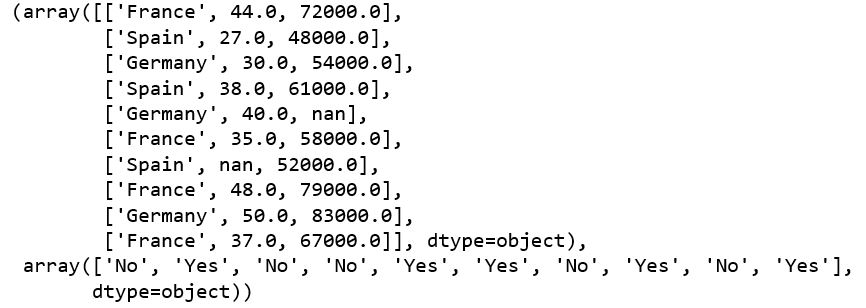 (array([['France', 44.0, 72000.0],
['Spain', 27.0, 48000.0],
['Germany', 30.0, 54000.0],
['Spain', 38.0, 61000.0],
['Germany', 40.0, nan],
['France', 35.0, 58000.0],
['Spain', nan, 52000.0],
['France', 48.0, 79000.0],
['Germany', 50.0, 83000.0],
['France', 37.0, 67000.0]], dtype=object),
array(['No', 'Yes', 'No', 'No', 'Yes', 'Yes', 'No', 'Yes', 'No', 'Yes'],
dtype=object))